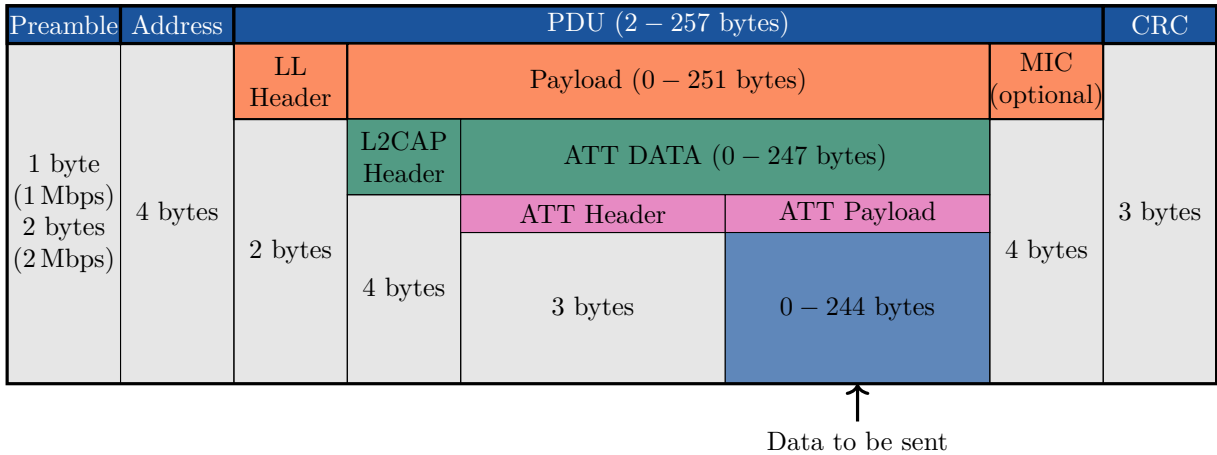 Preamble Address PDU (2 – 257 bytes) CRC
LL
Header
Payload (0 – 251 bytes)
MIC
(optional)
L2CAP
Header
ATT DATA (0 – 247 bytes)
ATT Header
ATT Payload
1 byte
(1 Mbps)
2 bytes
(2 Mbps)
4 bytes
2 bytes
4 bytes
3 bytes
0 – 244 bytes
4 bytes
3 bytes
Data to be sent